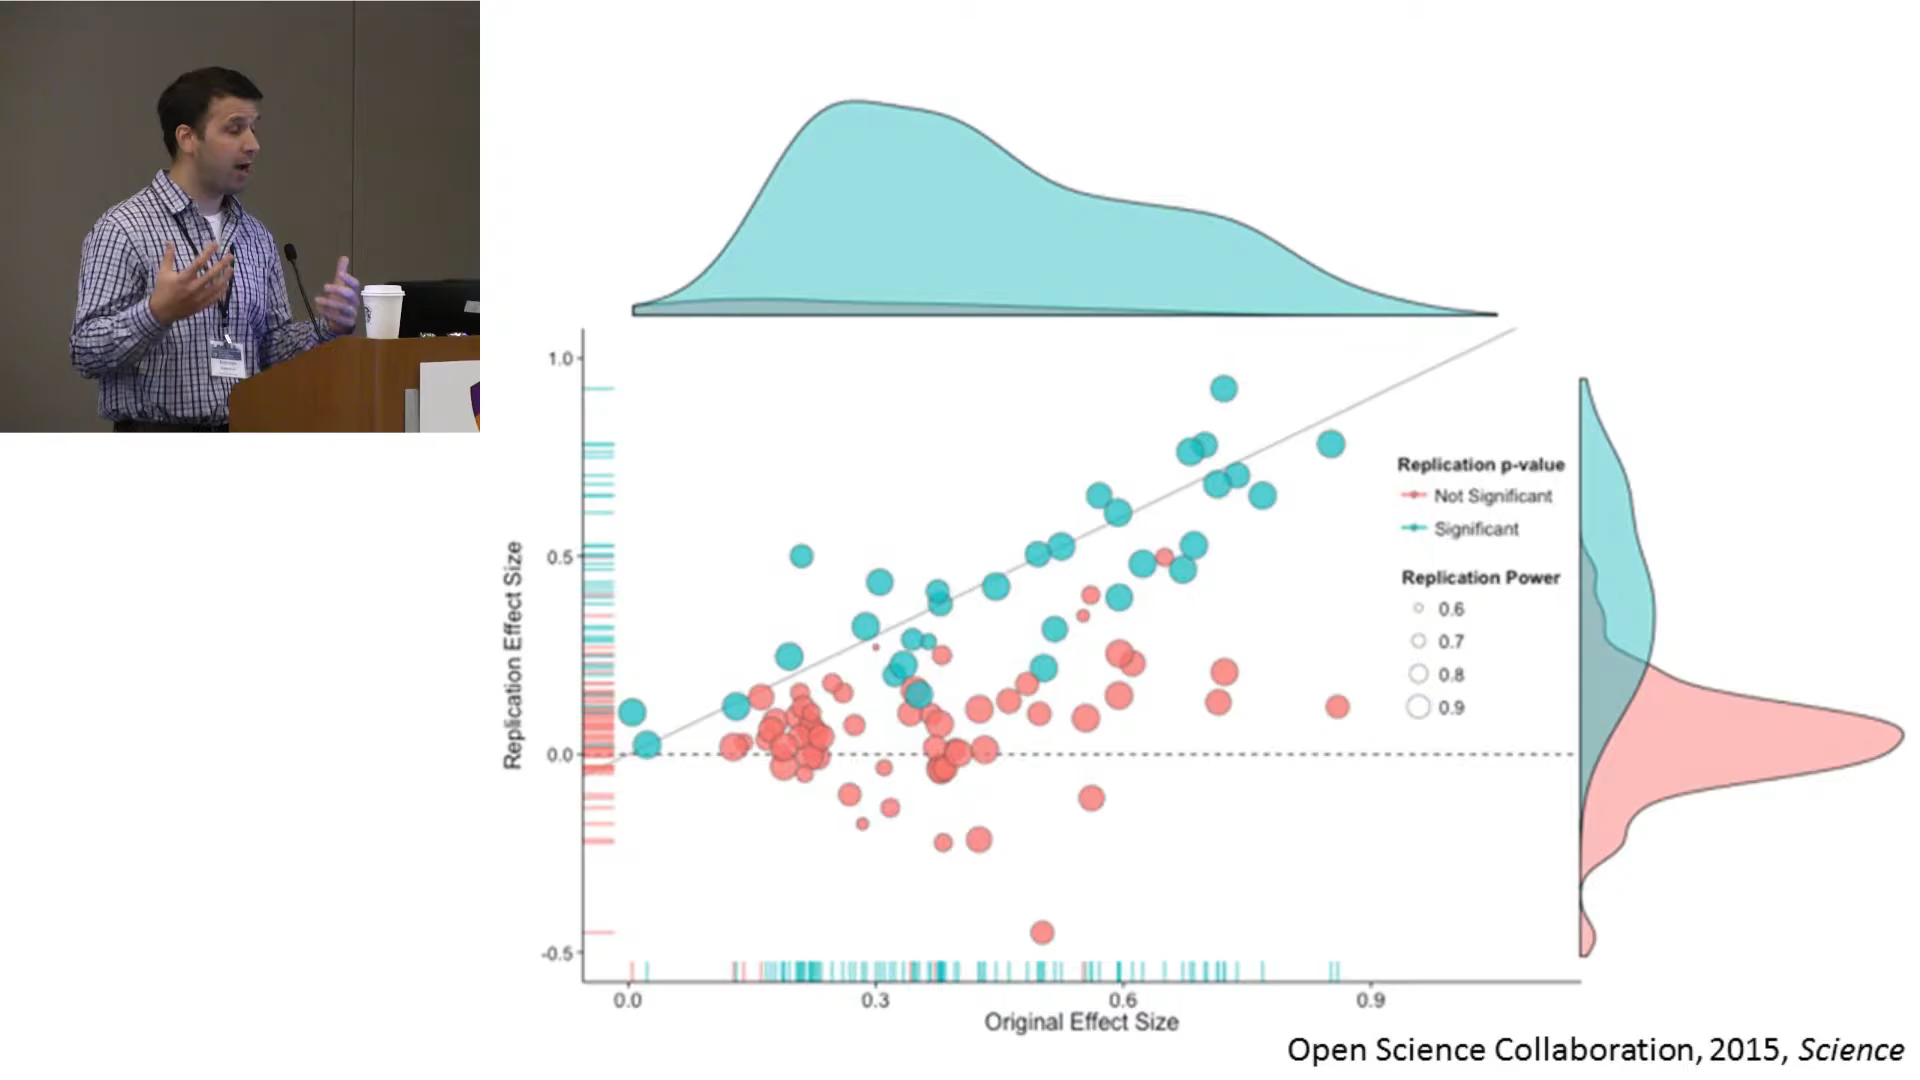 1.0
0.5
0.0
-0.5
Replication Effect Size
0.0 0.3 0.6 0.9
Original Effect Size
Replication p-value
Not Significant
Significant
Replication Power
0.6
0.7
0.8
0.9
Open Science Collaboration, 2015, Science